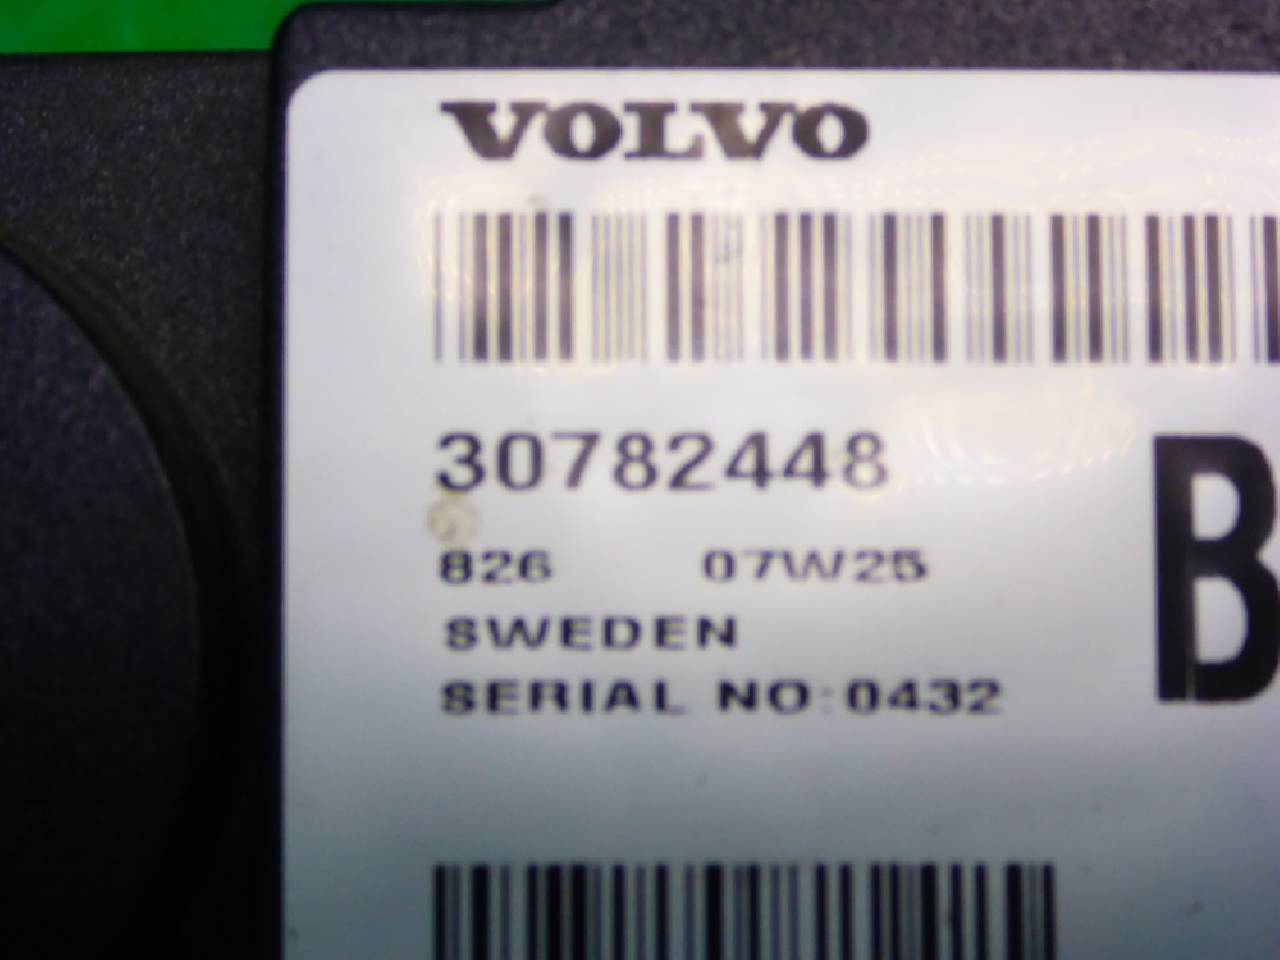 VOLVO
30782448
B
826 07W25
SWEDEN
SERIAL NO:0432